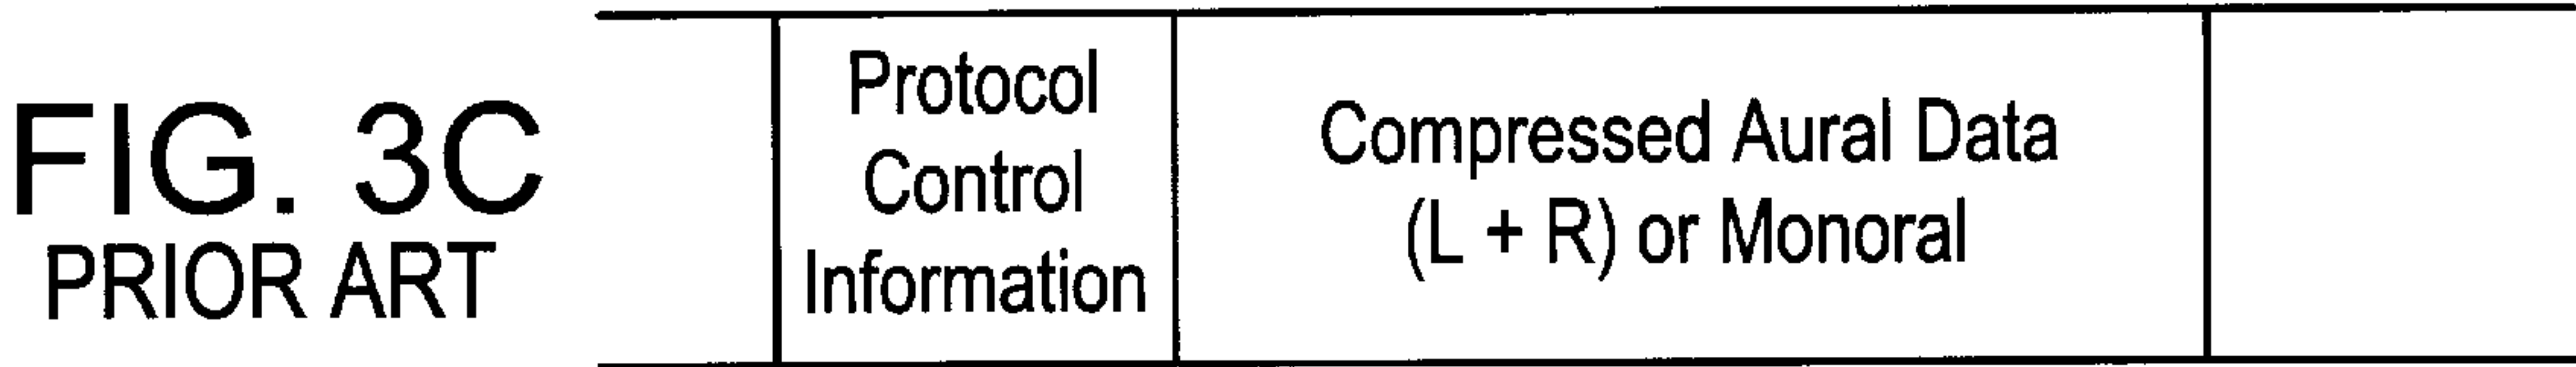 FIG. 3C
PRIOR ART
Protocol
Control
Information
Compressed Aural Data
(L + R) or Monoral